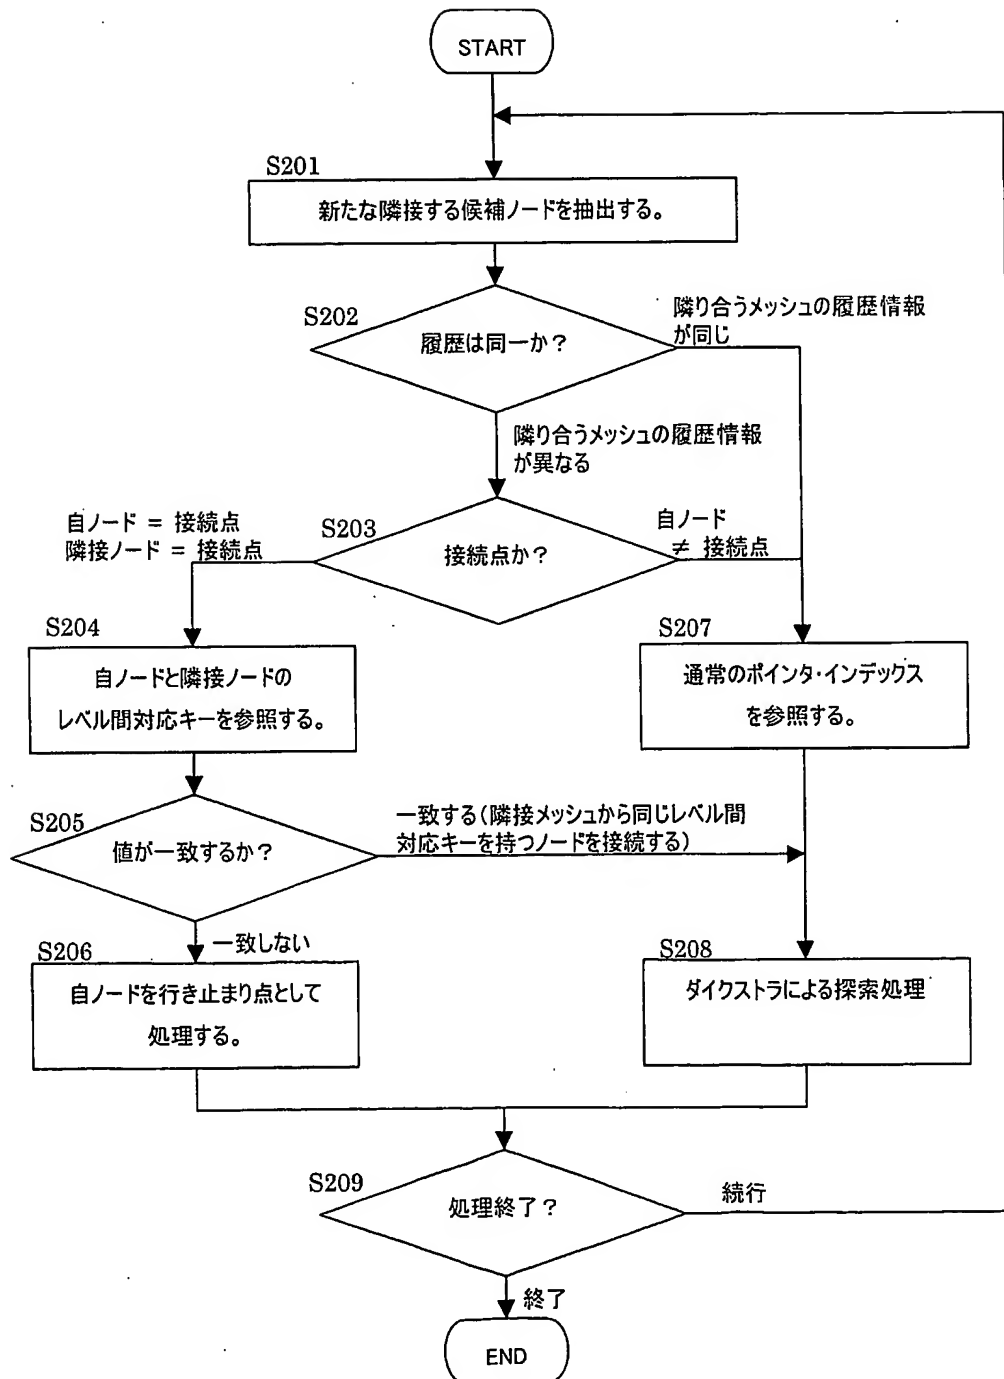 START
S201
新たな隣接する候補ノードを抽出する。
S202
履歴は同一か？
隣り合うメッシュの履歴情報
が同じ
隣り合うメッシュの履歴情報
が異なる
自ノード = 接続点
隣接ノード = 接続点
S203
接続点か？
自ノード
≠ 接続点
S204
自ノードと隣接ノードの
レベル間対応キーを参照する。
S207
通常のポインタ・インデックス
を参照する。
S205
値が一致するか？
一致する(隣接メッシュから同じレベル間
対応キーを持つノードを接続する)
一致しない
S206
自ノードを行き止まり点として
処理する。
S208
ダイクストラによる探索処理
S209
処理終了？
続行
終了
END